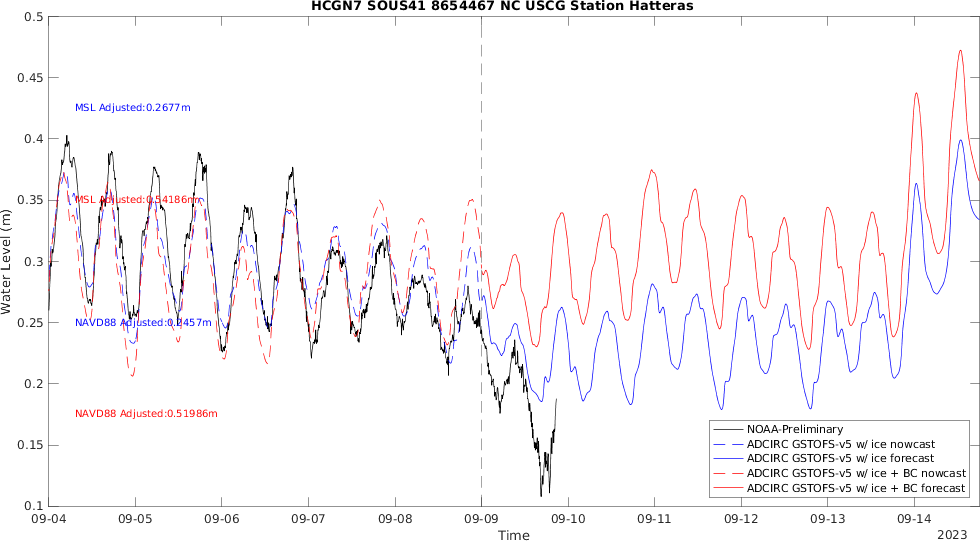 HCGN7 SOUS41 8654467 NC USCG Station Hatteras
0.5
0.45
0.4
0.35
0.3
0.25
0.2
0.15
0.1
Water Level (m)
MSL Adjusted:0.2677m
MSL Adjusted:0.54186m
NAVD88 Adjusted:0.2457m
NAVD88 Adjusted:0.51986m
NOAA-Preliminary
ADCIRC GSTOFS-v5 w/ ice nowcast
ADCIRC GSTOFS-v5 w/ ice forecast
ADCIRC GSTOFS-v5 w/ ice + BC nowcast
ADCIRC GSTOFS-v5 w/ ice + BC forecast
09-04 09-05 09-06 09-07 09-08 09-09 09-10 09-11 09-12 09-13 09-14
Time
2023